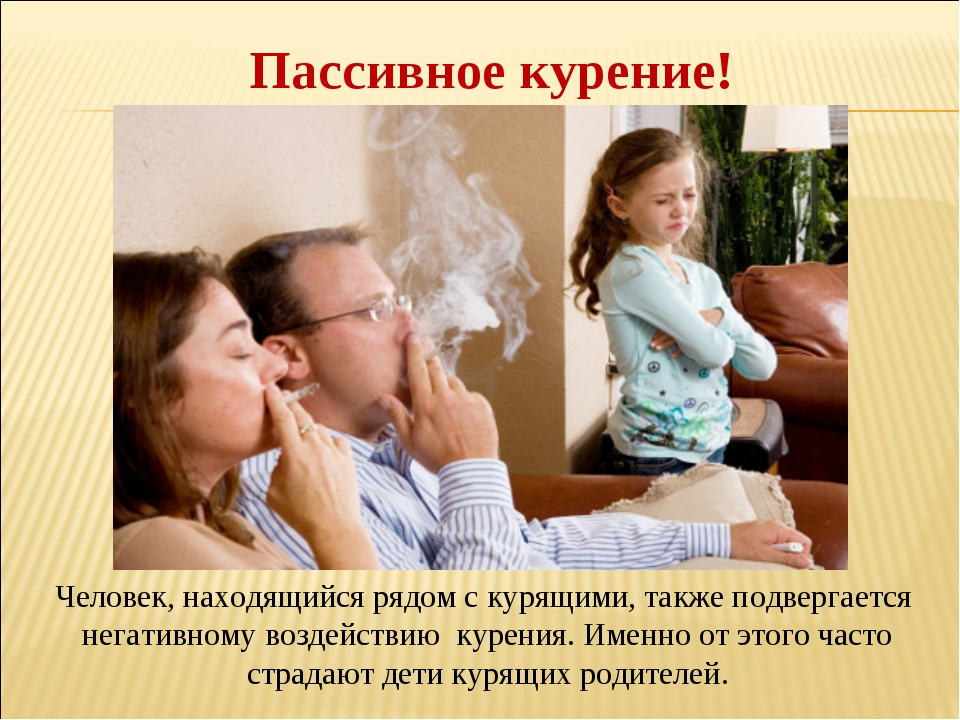 Пассивное курение!
Человек, находящийся рядом с курящими, также подвергается
негативному воздействию курения. Именно от этого часто
страдают дети курящих родителей.